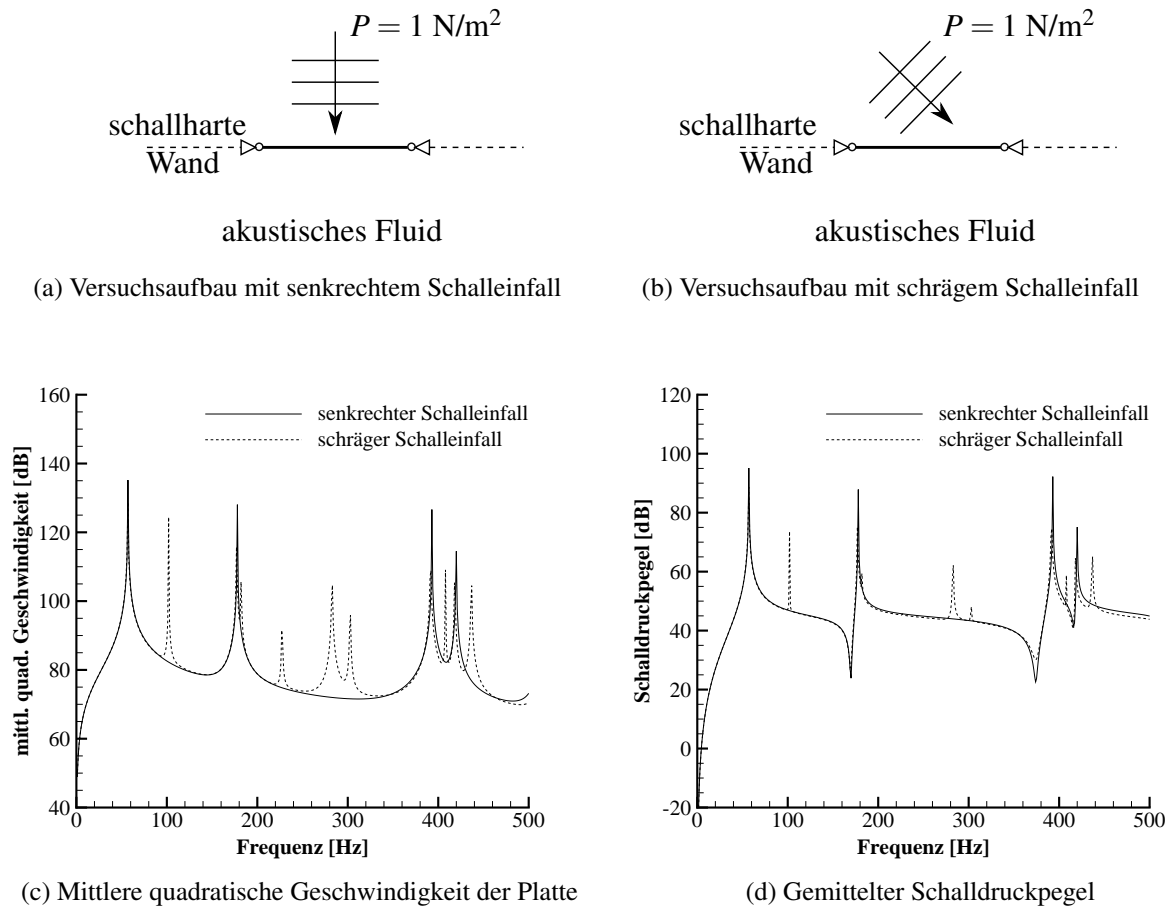 P = 1 N/m²
schallharte
Wand
akustisches Fluid
(a) Versuchsaufbau mit senkrechtem Schalleinfall
P = 1 N/m²
schallharte
Wand
akustisches Fluid
(b) Versuchsaufbau mit schrägem Schalleinfall
mittl. quad. Geschwindigkeit [dB]
160
140
120
100
80
60
40
senkrechter Schalleinfall
schräger Schalleinfall
0 100 200 300 400 500
Frequenz [Hz]
(c) Mittlere quadratische Geschwindigkeit der Platte
Schalldruckpegel [dB]
120
100
80
60
40
20
0
-20
senkrechter Schalleinfall
schräger Schalleinfall
0 100 200 300 400 500
Frequenz [Hz]
(d) Gemittelter Schalldruckpegel